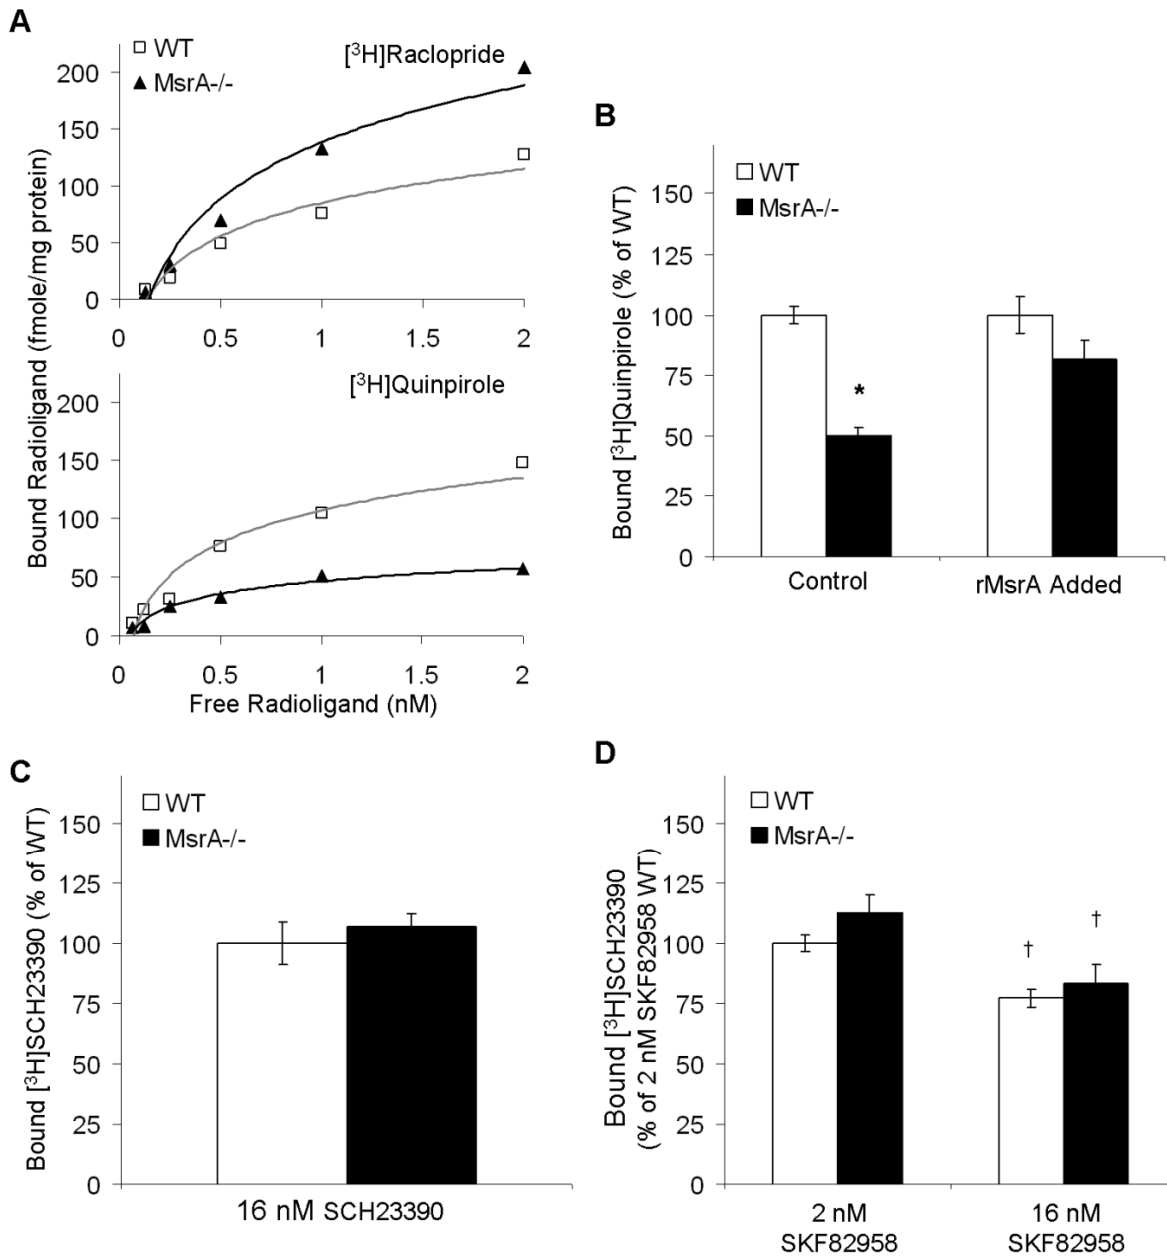 A
WT
MsrA-/-
[³H]Raclopride
200
150
100
50
0
0 0.5 1 1.5 2
[³H]Quinpirole
200
150
100
50
0
0 0.5 1 1.5 2
Free Radioligand (nM)
Bound Radioligand (fmole/mg protein)
B
WT
MsrA-/-
Bound [³H]Quinpirole (% of WT)
150
125
100
75
50
25
0
*
Control rMsrA Added
C
WT
MsrA-/-
Bound [³H]SCH23390 (% of WT)
150
125
100
75
50
25
0
16 nM SCH23390
D
WT
MsrA-/-
Bound [³H]SCH23390
(% of 2 nM SKF82958 WT)
150
125
100
75
50
25
0
† †
2 nM 16 nM
SKF82958 SKF82958